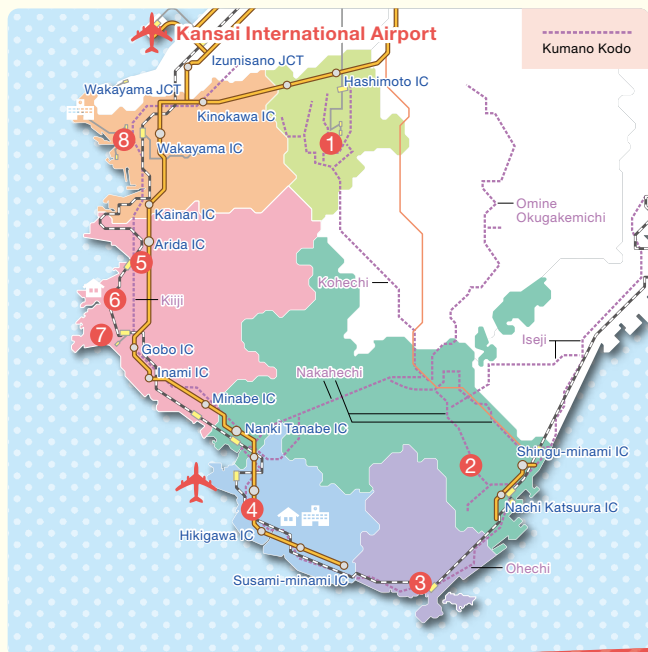 Kansai International Airport
Kumano Kodo
Izumisano JCT
Wakayama JCT
Hashimoto IC
Kinokawa IC
8
1
Wakayama IC
Omine
Okugakemichi
Kainan IC
Arida IC
5
Kohechi
6
Kiiji
7
Iseji
Gobo IC
Inami IC
Nakahechi
Minabe IC
Nanki Tanabe IC
Shingu-minami IC
2
4
Nachi Katsuura IC
Hikigawa IC
Susami-minami IC
3
Ohechi